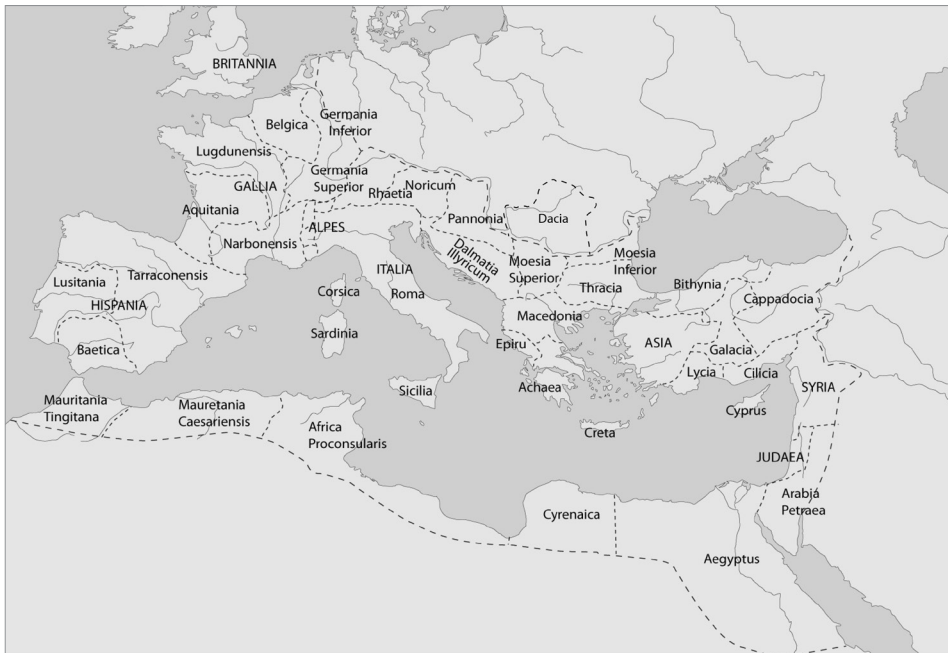 BRITANNIA
Belgica
Germania
Inferior
Lugdunensis
GALLIA
Germania
Superior
Rhaetia
Noricum
Aquitania
Narbonensis
ALPES
Pannonia
Dacia
Dalmatia
Illyricum
Moesia
Superior
Moesia
Inferior
Thracia
Lusitania
Tarraconensis
HISPANIA
Baetica
Corsica
Sardinia
ITALIA
Roma
Sicilia
Macedonia
Epiru
Achaea
Creta
Bithynia
Cappadocia
ASIA
Galacia
Lycia
Cilicia
Cyprus
SYRIA
JUDAEA
Arabia
Petraea
Mauritania
Tingitana
Mauretania
Caesariensis
Africa
Proconsularis
Cyrenaica
Aegyptus